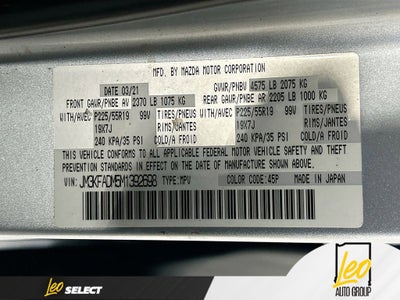 MFD. BY MAZDA MOTOR CORPORATION
DATE 03/21 GVWR/PNBV 4575 LB 2075 KG
FRONT GAWR/PNBE AV 2370 LB 1075 KG REAR GAWR/PNBE AR 2205 LB 1000 KG
WITH/AVEC P225/55R19 99V TIRES/PNEUS WITH/AVEC P225/55R19 99V TIRES/PNEUS
19X7J RIMS/JANTES 19X7J RIMS/JANTES
240 KPA/35 PSI COLD/A FROID 240 KPA/35 PSI COLD/A FROID
THIS VEHICLE CONFORMS TO ALL APPLICABLE FEDERAL MOTOR VEHICLE SAFETY AND
THEFT PREVENTION STANDARDS IN EFFECT ON THE DATE OF MANUFACTURE SHOWN ABOVE.
VIN: JM3KFADM5M1392698 TYPE:MPV COLOR CODE:45P MADE IN JAPAN
Leo SELECT
Leo
AUTO GROUP